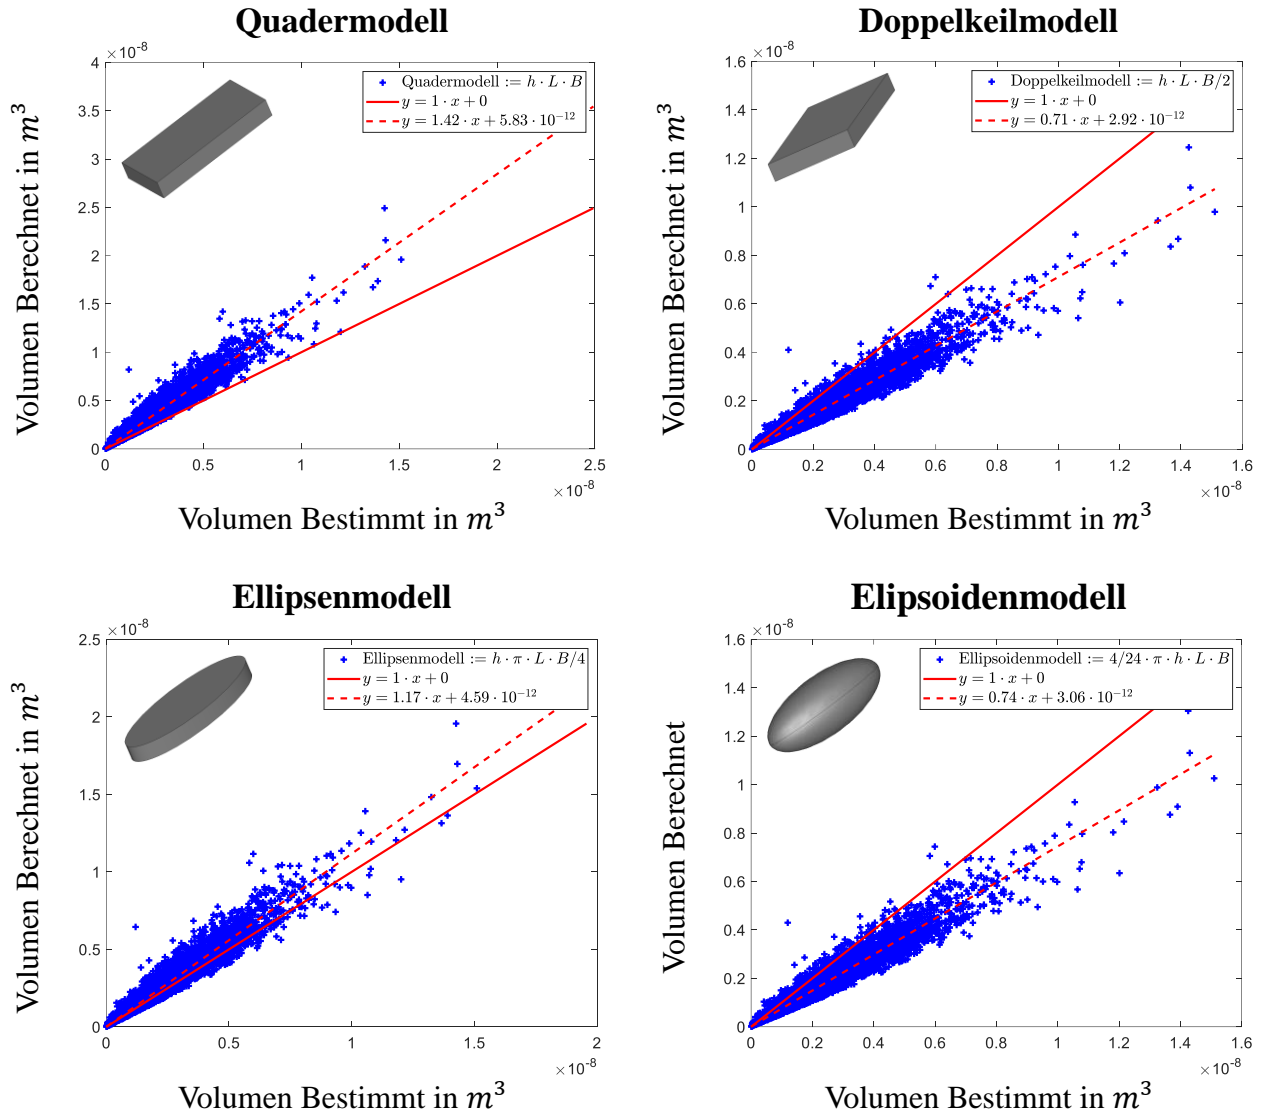 Quadermodell
×10⁻⁸
4
3.5
3
2.5
2
1.5
1
0.5
0
Volumen Berechnet in m³
Quadermodell := h · L · B
y = 1 · x + 0
y = 1.42 · x + 5.83 · 10⁻¹²
0 0.5 1 1.5 2 2.5
×10⁻⁸
Volumen Bestimmt in m³
Doppelkeilmodell
×10⁻⁸
1.6
1.4
1.2
1
0.8
0.6
0.4
0.2
0
Volumen Berechnet in m³
Doppelkeilmodell := h · L · B/2
y = 1 · x + 0
y = 0.71 · x + 2.92 · 10⁻¹²
0 0.2 0.4 0.6 0.8 1 1.2 1.4 1.6
×10⁻⁸
Volumen Bestimmt in m³
Ellipsenmodell
×10⁻⁸
2.5
2
1.5
1
0.5
0
Volumen Berechnet in m³
Ellipsenmodell := h · π · L · B/4
y = 1 · x + 0
y = 1.17 · x + 4.59 · 10⁻¹²
0 0.5 1 1.5 2
×10⁻⁸
Volumen Bestimmt in m³
Elipsoidenmodell
×10⁻⁸
1.6
1.4
1.2
1
0.8
0.6
0.4
0.2
0
Volumen Berechnet
Ellipsoidenmodell := 4/24 · π · h · L · B
y = 1 · x + 0
y = 0.74 · x + 3.06 · 10⁻¹²
0 0.2 0.4 0.6 0.8 1 1.2 1.4 1.6
×10⁻⁸
Volumen Bestimmt in m³